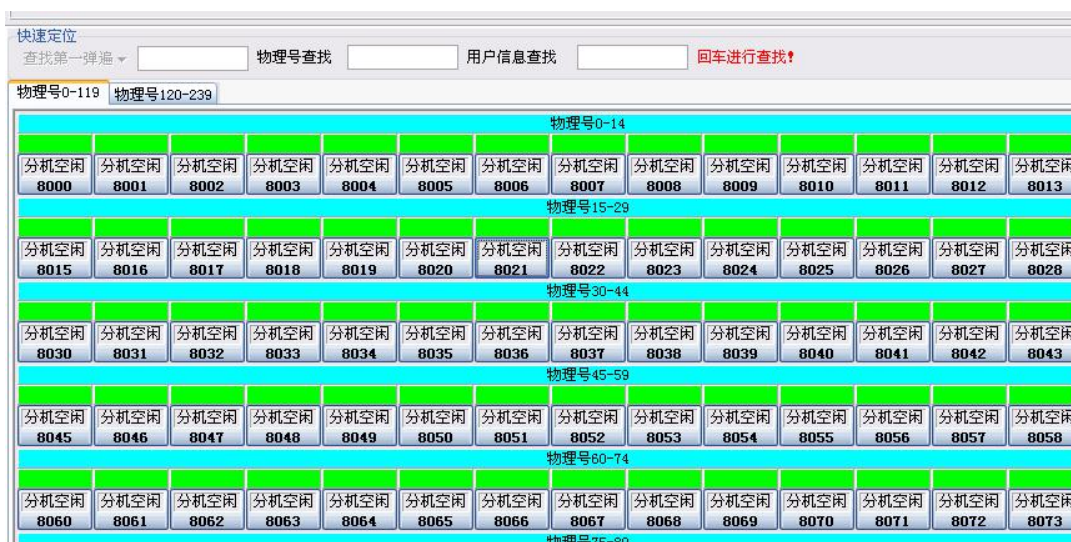 快速定位
查找第一弹遍 物理号查找 用户信息查找 回车进行查找!
物理号0-119 物理号120-239
物理号0-14
分机空闲 分机空闲 分机空闲 分机空闲 分机空闲 分机空闲 分机空闲 分机空闲 分机空闲 分机空闲 分机空闲 分机空闲 分机空闲 分机空闲
8000 8001 8002 8003 8004 8005 8006 8007 8008 8009 8010 8011 8012 8013
物理号15-29
分机空闲 分机空闲 分机空闲 分机空闲 分机空闲 分机空闲 分机空闲 分机空闲 分机空闲 分机空闲 分机空闲 分机空闲 分机空闲 分机空闲
8015 8016 8017 8018 8019 8020 8021 8022 8023 8024 8025 8026 8027 8028
物理号30-44
分机空闲 分机空闲 分机空闲 分机空闲 分机空闲 分机空闲 分机空闲 分机空闲 分机空闲 分机空闲 分机空闲 分机空闲 分机空闲 分机空闲
8030 8031 8032 8033 8034 8035 8036 8037 8038 8039 8040 8041 8042 8043
物理号45-59
分机空闲 分机空闲 分机空闲 分机空闲 分机空闲 分机空闲 分机空闲 分机空闲 分机空闲 分机空闲 分机空闲 分机空闲 分机空闲 分机空闲
8045 8046 8047 8048 8049 8050 8051 8052 8053 8054 8055 8056 8057 8058
物理号60-74
分机空闲 分机空闲 分机空闲 分机空闲 分机空闲 分机空闲 分机空闲 分机空闲 分机空闲 分机空闲 分机空闲 分机空闲 分机空闲 分机空闲
8060 8061 8062 8063 8064 8065 8066 8067 8068 8069 8070 8071 8072 8073